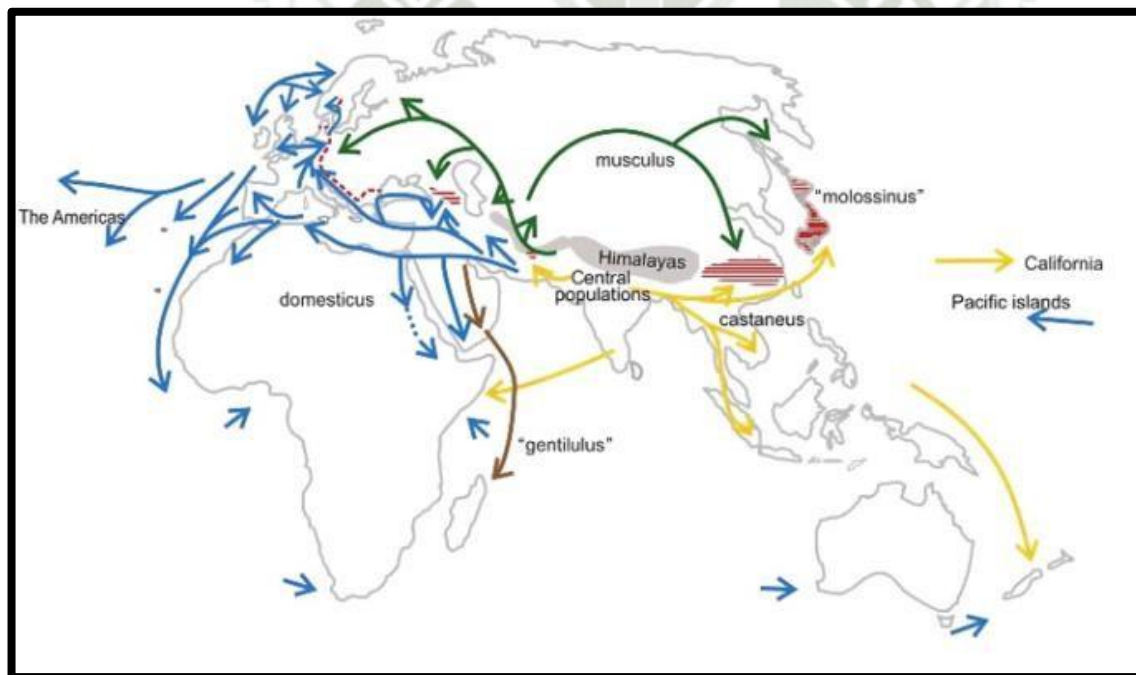 musculus
"molossinus"
The Americas
Himalayas
California
Central
populations
domesticus
Pacific islands
castaneus
"gentilulus"